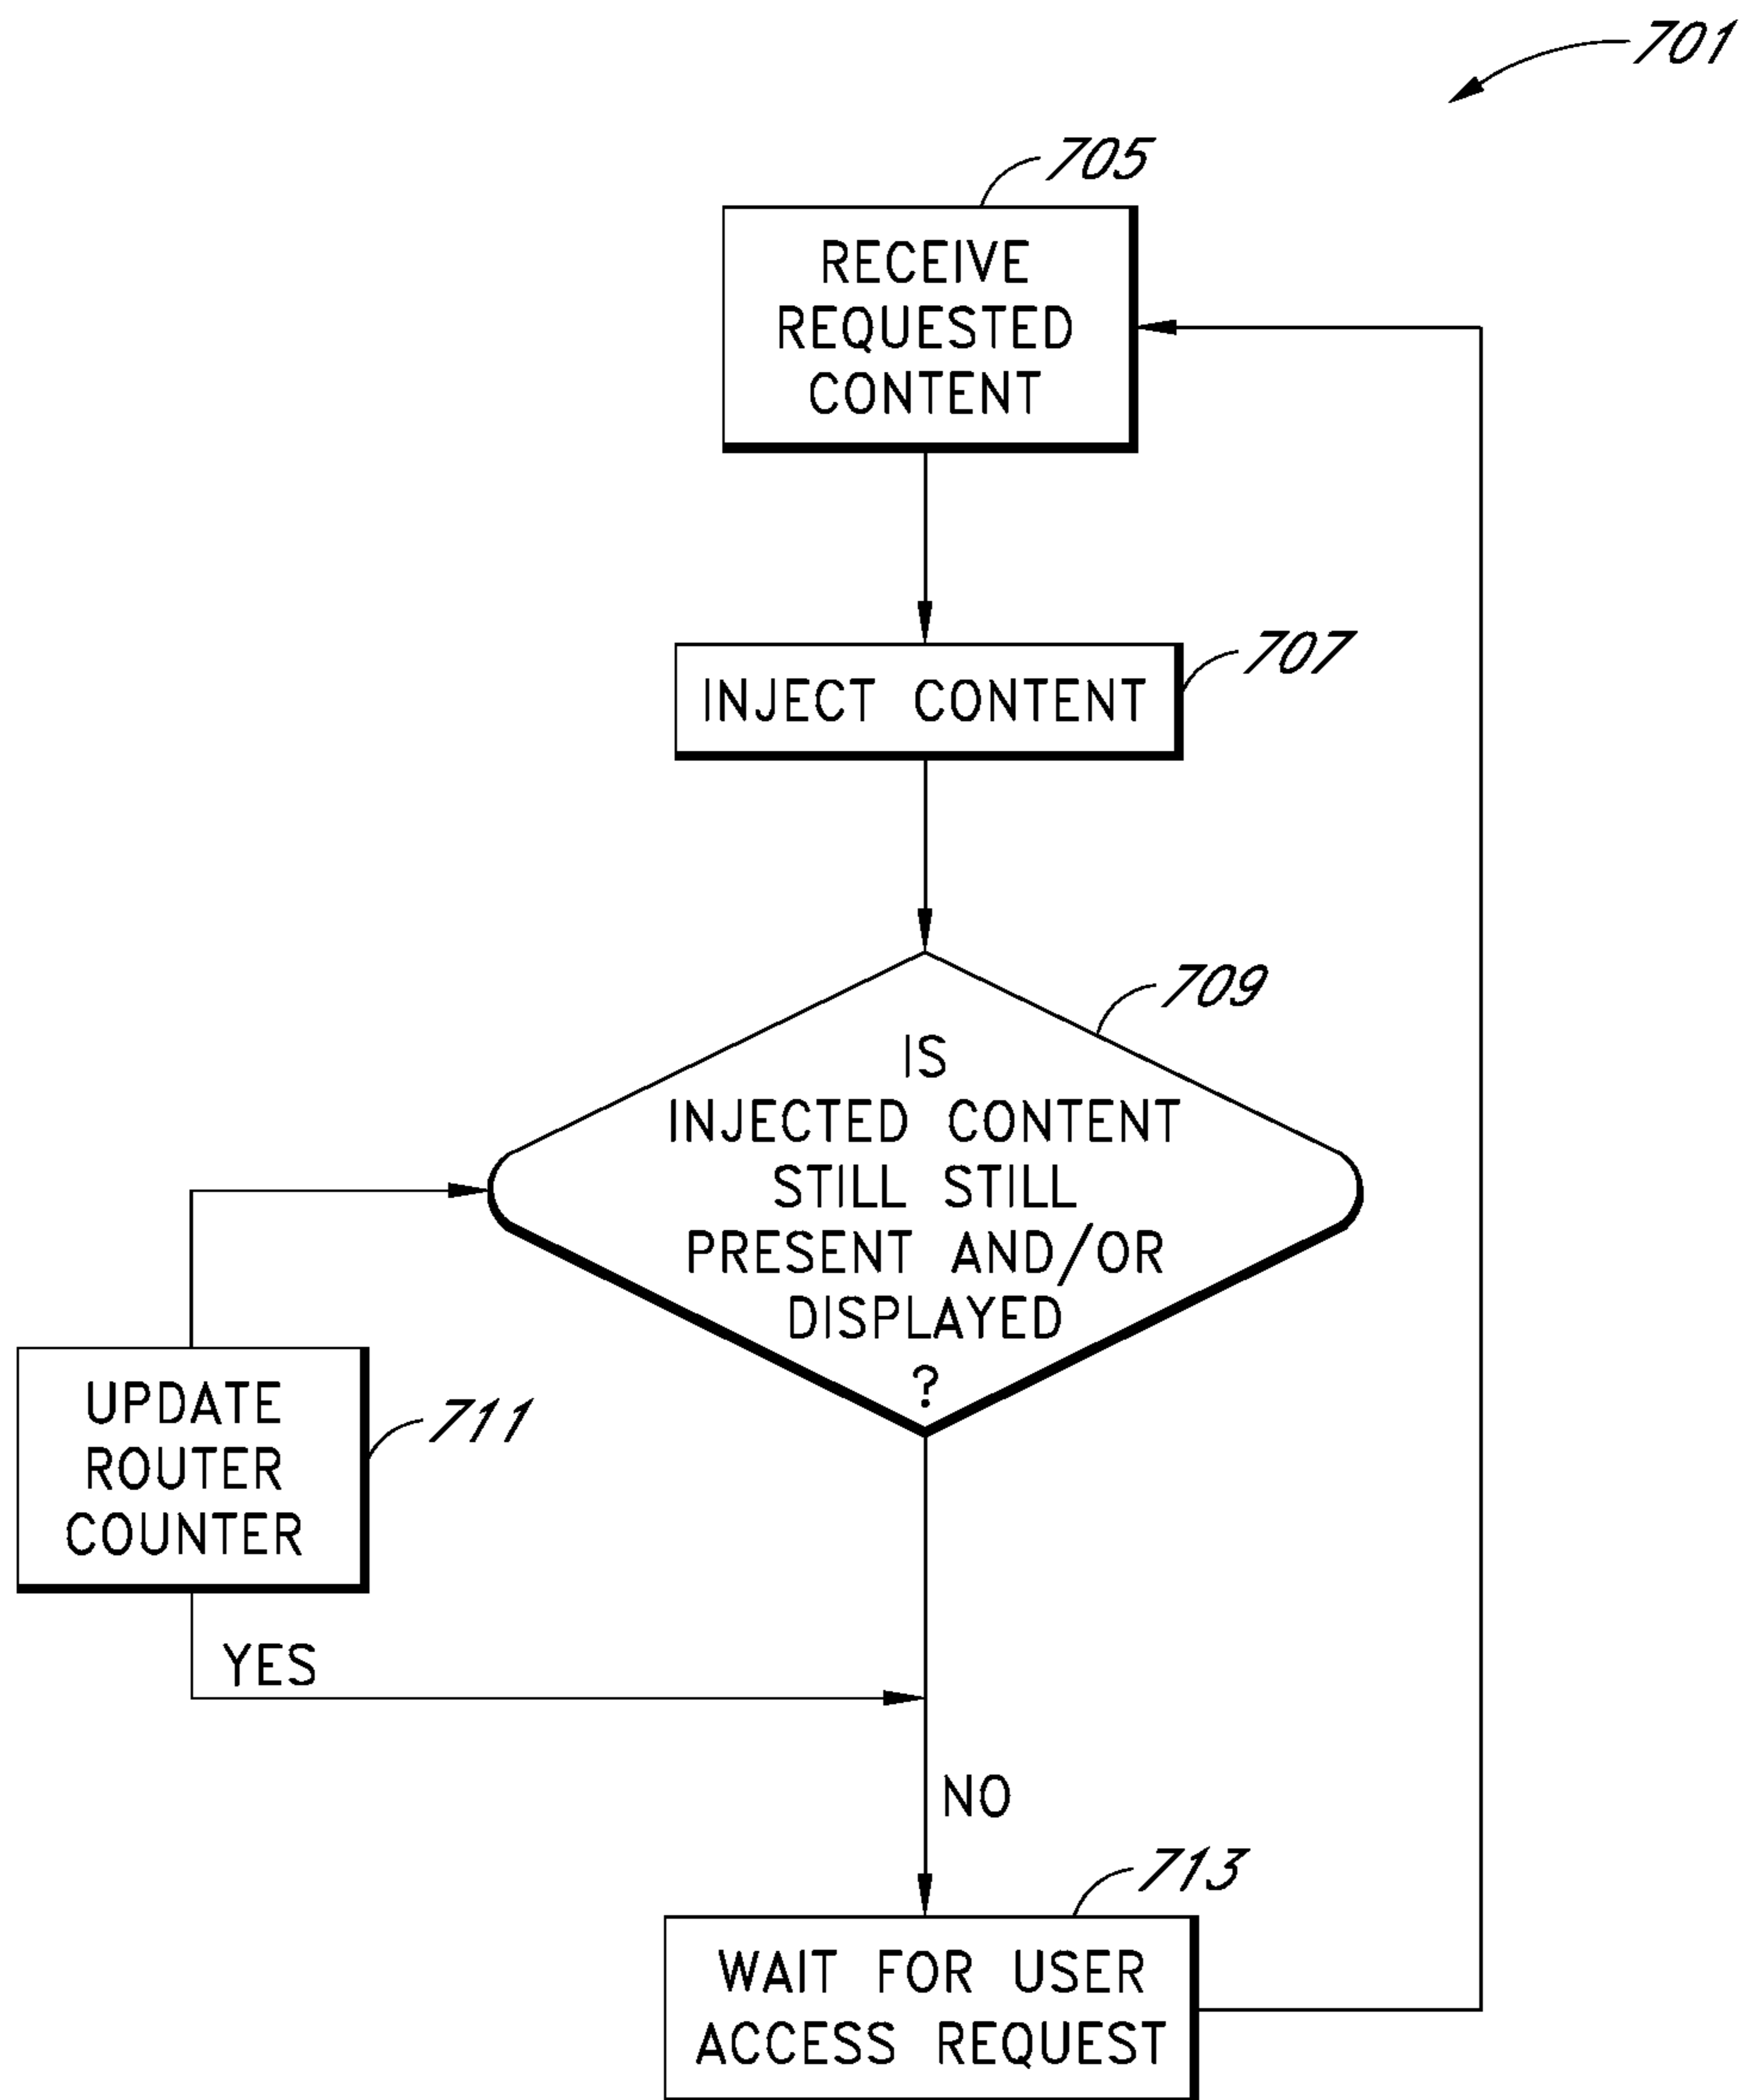 701
705
RECEIVE
REQUESTED
CONTENT
707
INJECT CONTENT
709
IS
INJECTED CONTENT
STILL STILL
PRESENT AND/OR
DISPLAYED
?
UPDATE
ROUTER
COUNTER
711
YES
NO
713
WAIT FOR USER
ACCESS REQUEST